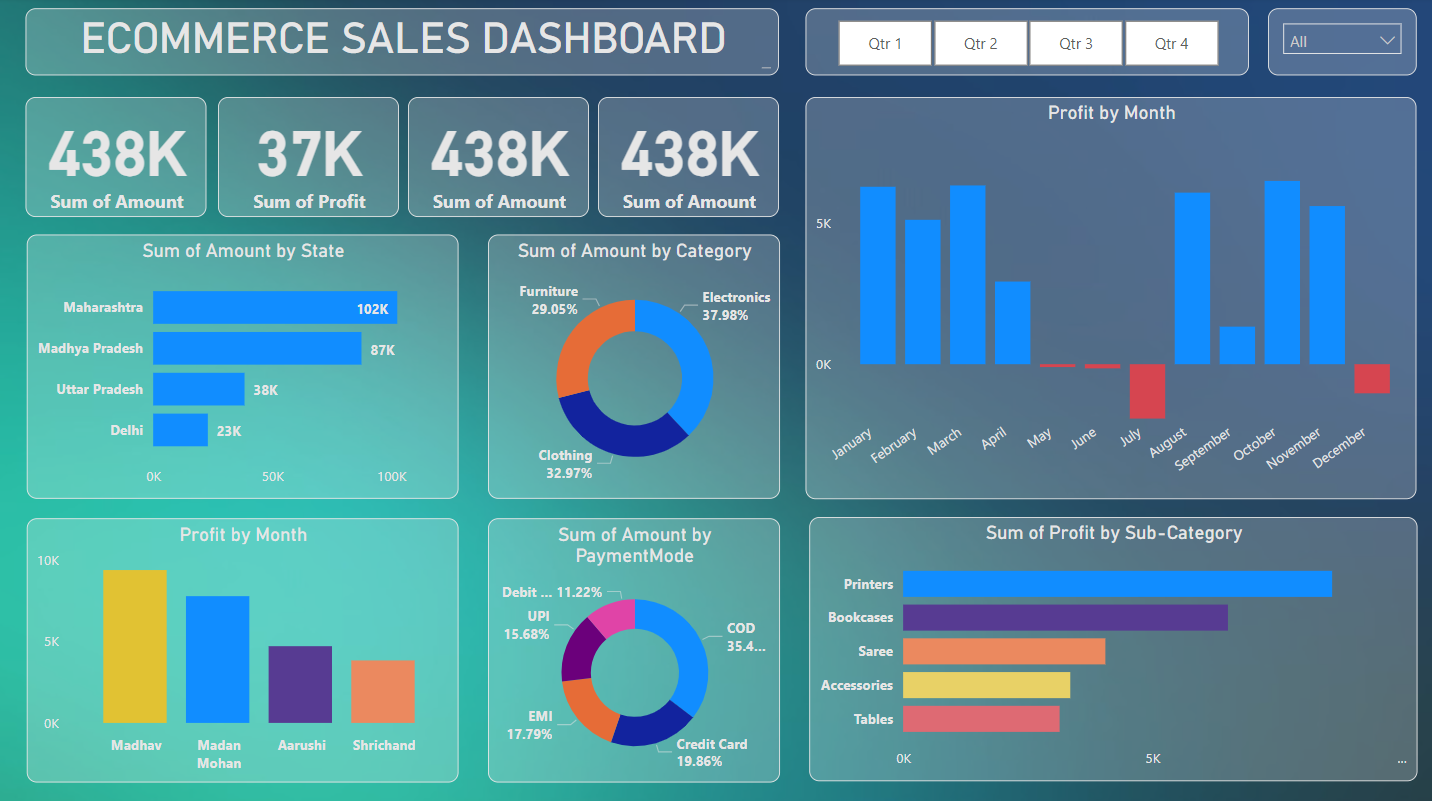 ECOMMERCE SALES DASHBOARD
Qtr 1
Qtr 2
Qtr 3
Qtr 4
All
438K
Sum of Amount
37K
Sum of Profit
438K
Sum of Amount
438K
Sum of Amount
Sum of Amount by State
Maharashtra
102K
Madhya Pradesh
87K
Uttar Pradesh
38K
Delhi
23K
0K
50K
100K
Sum of Amount by Category
Furniture
29.05%
Electronics
37.98%
Clothing
32.97%
Profit by Month
5K
0K
January
February
March
April
May
June
July
August
September
October
November
December
Profit by Month
10K
5K
0K
Madhav
Madan
Mohan
Aarushi
Shrichand
Sum of Amount by
PaymentMode
Debit ... 11.22%
UPI
15.68%
COD
35.4...
EMI
17.79%
Credit Card
19.86%
Sum of Profit by Sub-Category
Printers
Bookcases
Saree
Accessories
Tables
0K
5K
...